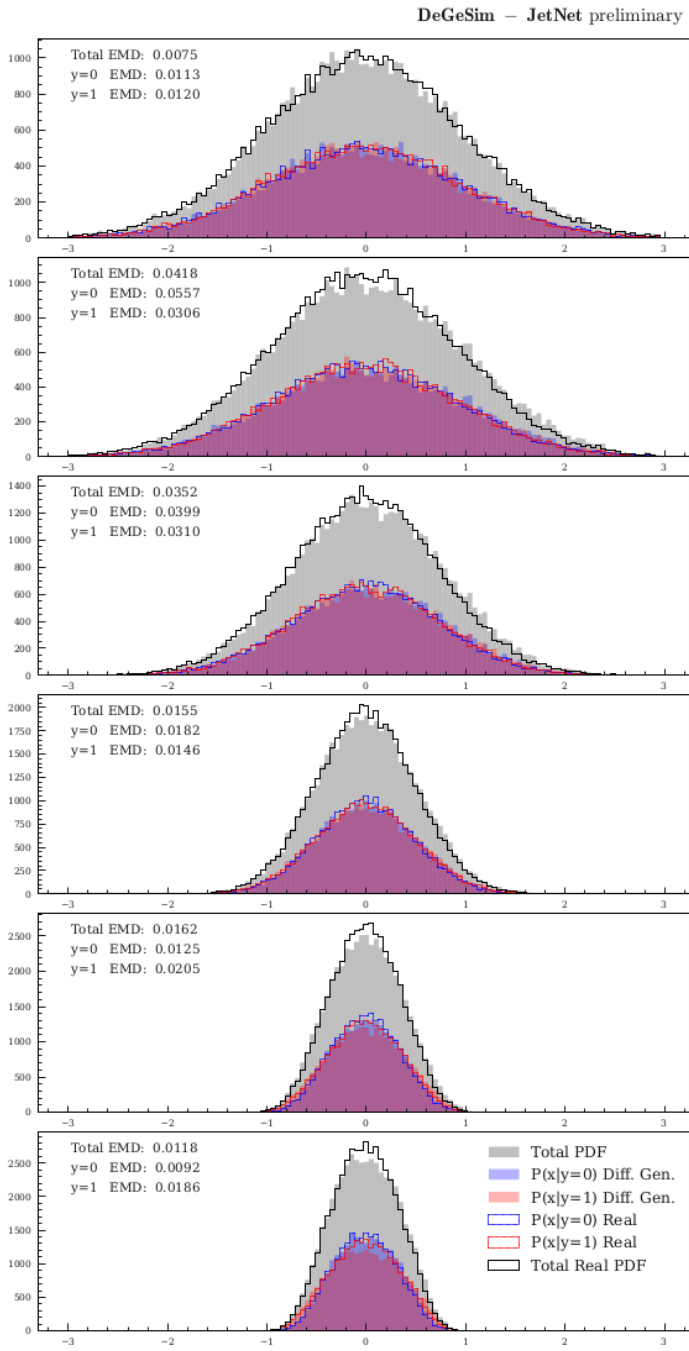 DeGeSim − JetNet preliminary
Total EMD: 0.0075
y=0 EMD: 0.0113
y=1 EMD: 0.0120
1000
800
600
400
200
0
−3 −2 −1 0 1 2 3
Total EMD: 0.0418
y=0 EMD: 0.0557
y=1 EMD: 0.0306
1000
800
600
400
200
0
−3 −2 −1 0 1 2 3
1400
Total EMD: 0.0352
y=0 EMD: 0.0399
y=1 EMD: 0.0310
1200
1000
800
600
400
200
0
−3 −2 −1 0 1 2 3
2000
Total EMD: 0.0155
y=0 EMD: 0.0182
y=1 EMD: 0.0146
1750
1500
1250
1000
750
500
250
0
−3 −2 −1 0 1 2 3
Total EMD: 0.0162
y=0 EMD: 0.0125
y=1 EMD: 0.0205
2500
2000
1500
1000
500
0
−3 −2 −1 0 1 2 3
Total EMD: 0.0118
y=0 EMD: 0.0092
y=1 EMD: 0.0186
2500
2000
1500
1000
500
0
−3 −2 −1 0 1 2 3
Total PDF
P(x|y=0) Diff. Gen.
P(x|y=1) Diff. Gen.
P(x|y=0) Real
P(x|y=1) Real
Total Real PDF